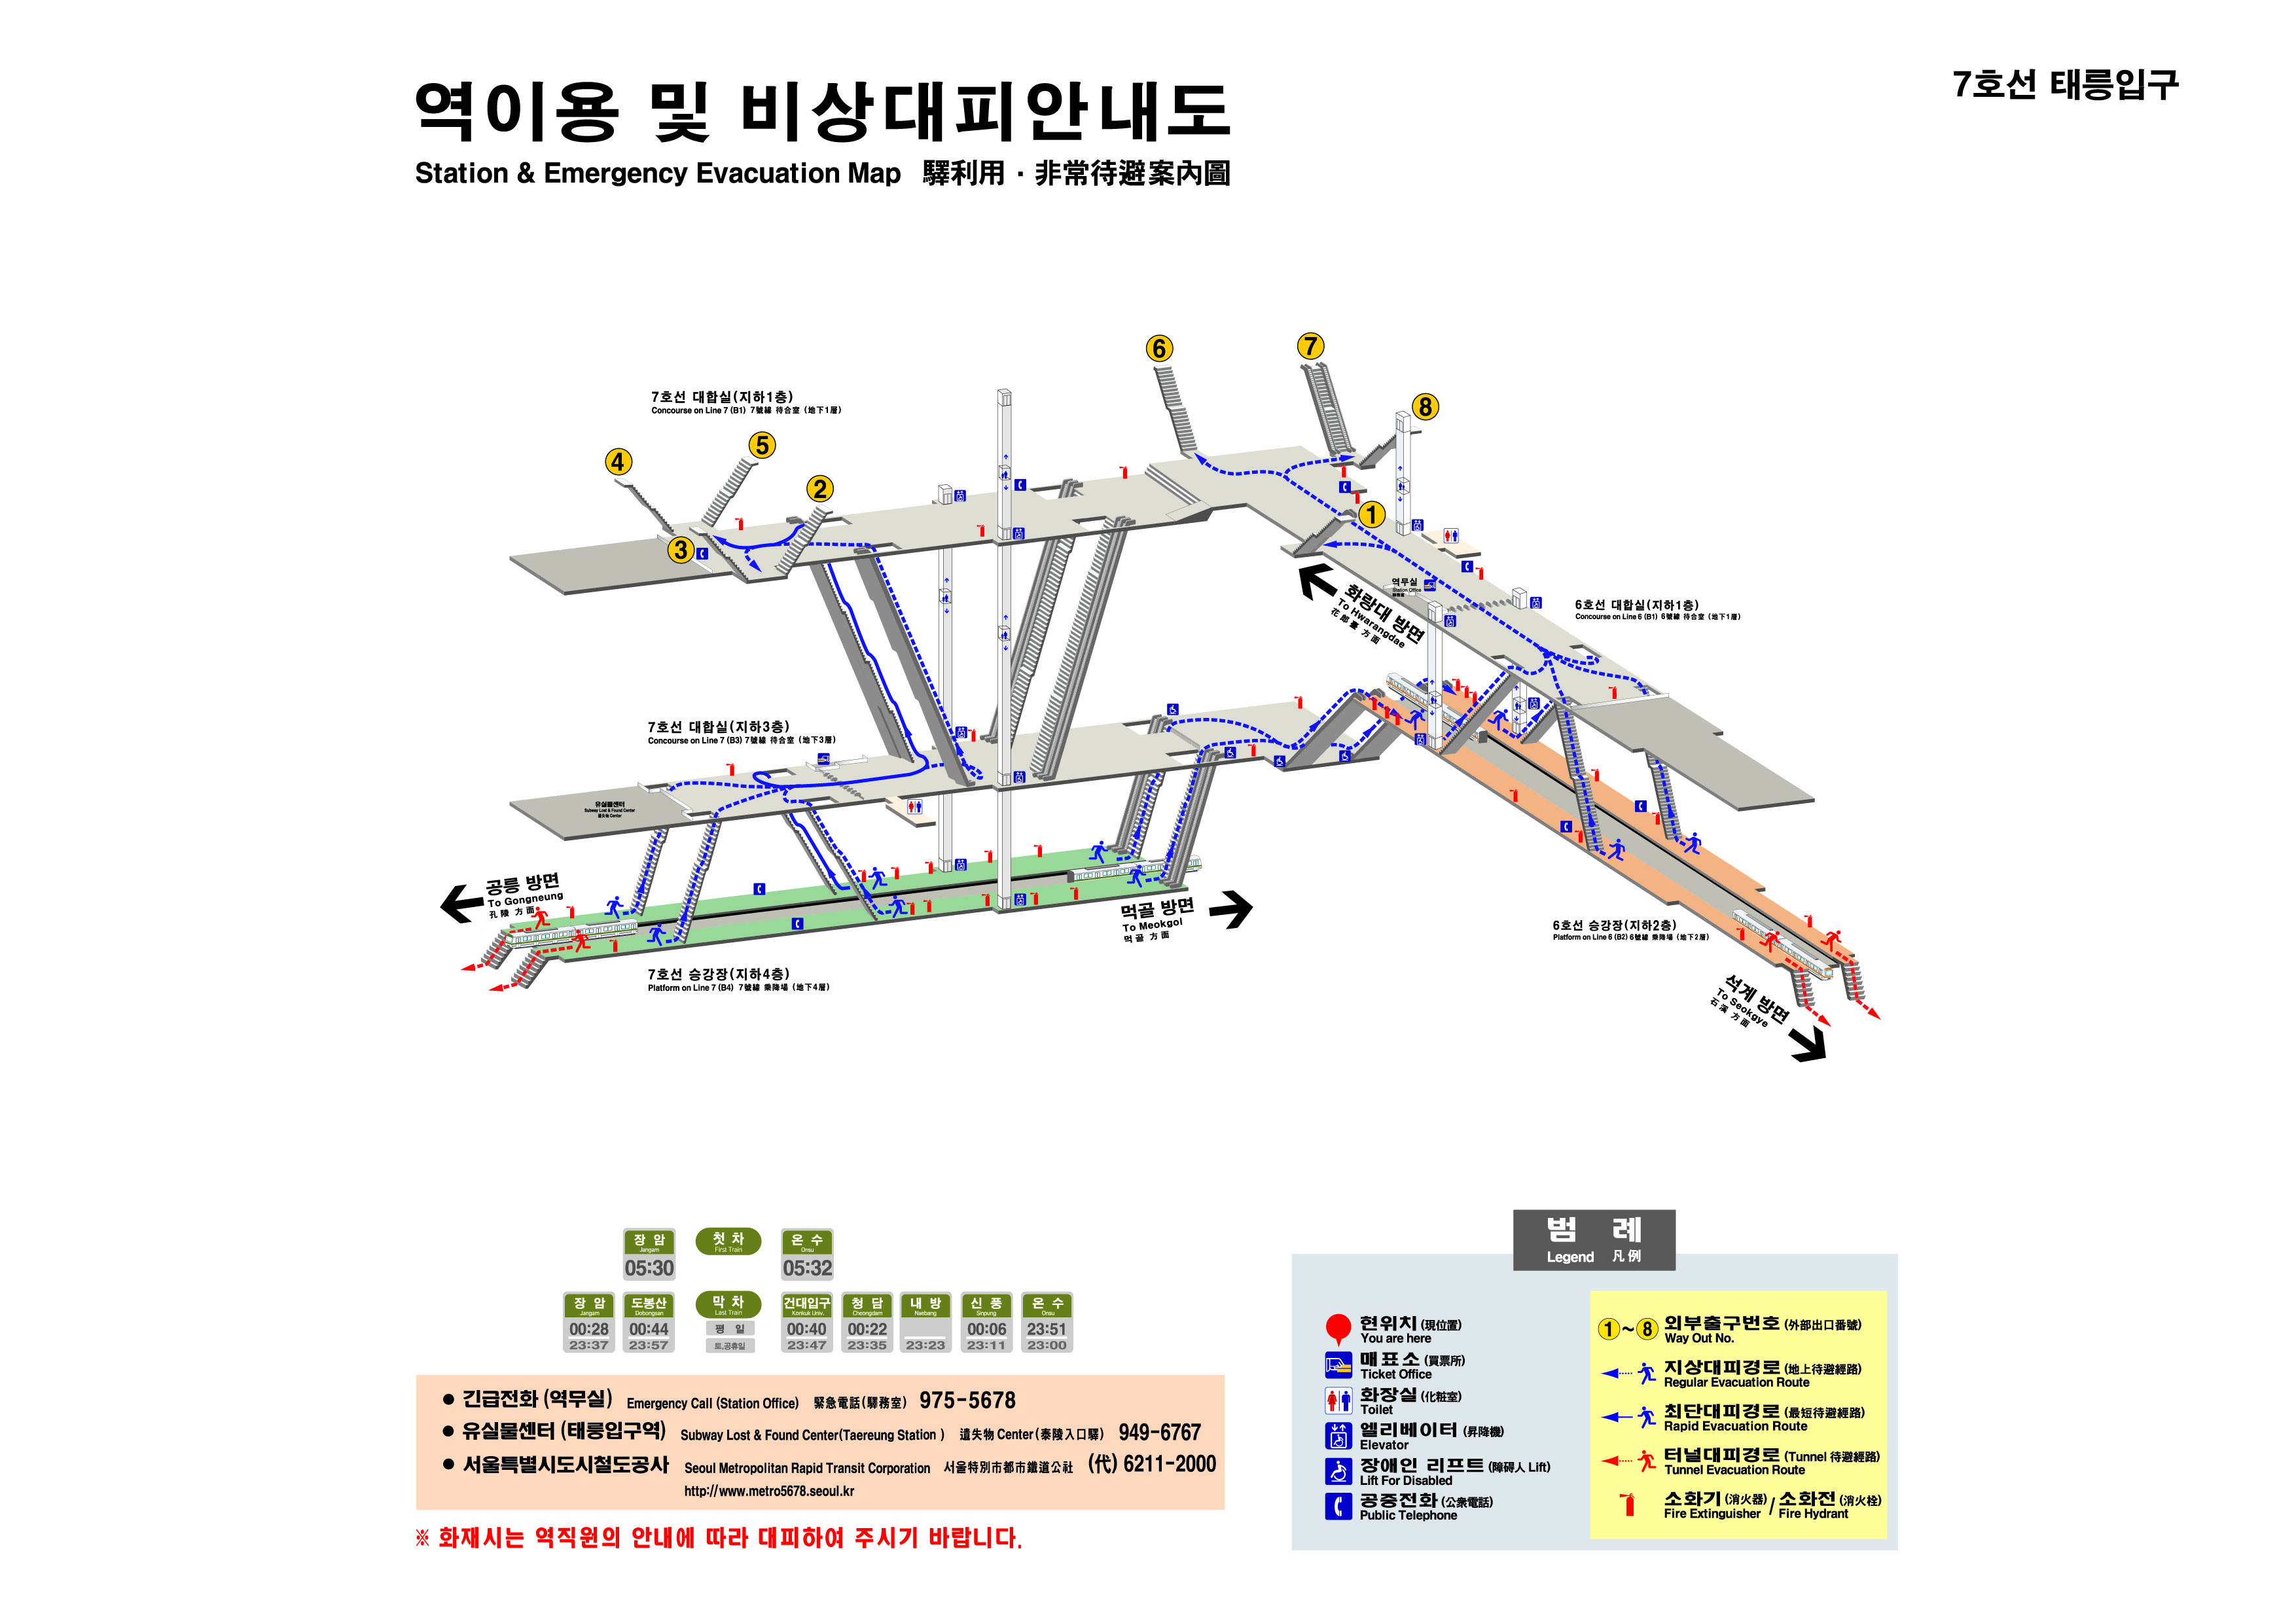 역이용 및 비상대피안내도
Station & Emergency Evacuation Map 驛利用 · 非常待避案內圖
7호선 태릉입구
6
7
8
7호선 대합실(지하1층)
Concourse on Line 7 (B1) 7號線 待合室 (地下1層)
4
5
2
3
1
역무실
Station Office
화랑대 방면
To Hwarangdae
花郞臺 方面
6호선 대합실(지하1층)
Concourse on Line 6 (B1) 6號線 待合室 (地下1層)
7호선 대합실(지하3층)
Concourse on Line 7 (B3) 7號線 待合室 (地下3層)
유실물센터
Subway Lost & Found Center
遺失物 Center
공릉 방면
To Gongneung
孔陵 方面
먹골 방면
To Meokgol
먹골 方面
7호선 승강장(지하4층)
Platform on Line 7 (B4) 7號線 乘降場 (地下4層)
6호선 승강장(지하2층)
Platform on Line 6 (B2) 6號線 乘降場 (地下2層)
석계 방면
To Seokgye
石溪 方面
장 암
Jangam
05:30
첫 차
First Train
온 수
Onsu
05:32
장 암
Jangam
00:28
23:37
도봉산
Dobongsan
00:44
23:57
막 차
Last Train
평 일
토,공휴일
건대입구
Konkuk Univ.
00:40
23:47
청 담
Cheongdam
00:22
23:35
내 방
Naebang
23:23
신 풍
Sinpung
00:06
23:11
온 수
Onsu
23:51
23:00
● 긴급전화 (역무실) Emergency Call (Station Office) 緊急電話(驛務室) 975-5678
● 유실물센터 (태릉입구역) Subway Lost & Found Center(Taereung Station ) 遺失物 Center(泰陵入口驛) 949-6767
● 서울특별시도시철도공사 Seoul Metropolitan Rapid Transit Corporation 서울特別市都市鐵道公社 (代) 6211-2000
http://www.metro5678.seoul.kr
※ 화재시는 역직원의 안내에 따라 대피하여 주시기 바랍니다.
범 례
Legend 凡例
현위치 (現位置)
You are here
매표소 (買票所)
Ticket Office
화장실 (化粧室)
Toilet
엘리베이터 (昇降機)
Elevator
장애인 리프트 (障碍人 Lift)
Lift For Disabled
공중전화 (公衆電話)
Public Telephone
1 ~ 8 외부출구번호 (外部出口番號)
Way Out No.
지상대피경로 (地上待避經路)
Regular Evacuation Route
최단대피경로 (最短待避經路)
Rapid Evacuation Route
터널대피경로 (Tunnel 待避經路)
Tunnel Evacuation Route
소화기 (消火器) / 소화전 (消火栓)
Fire Extinguisher / Fire Hydrant